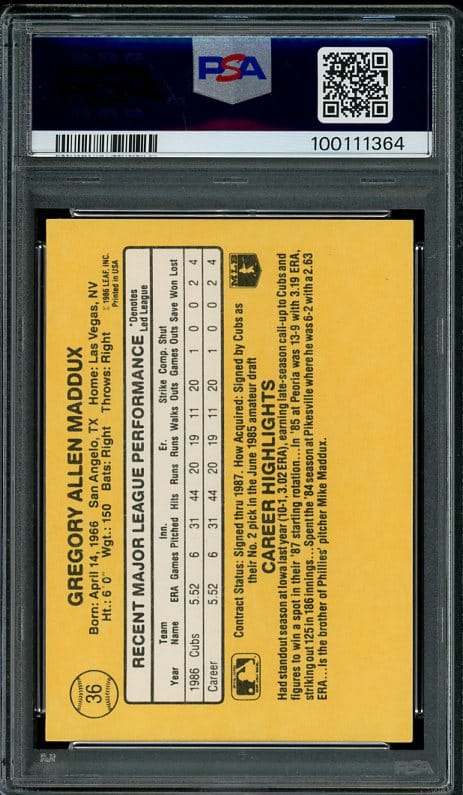 PSA
100111364
36
GREGORY ALLEN MADDUX
Born: April 14, 1966 San Angelo, TX Home: Las Vegas, NV
Ht.: 6'0" Wgt.: 150 Bats: Right Throws: Right
© 1986 LEAF, INC.
Printed in USA
RECENT MAJOR LEAGUE PERFORMANCE
*Denotes
Led League
Team Inn. Er. Strike Comp. Shut
Year Name ERA Games Pitched Hits Runs Runs Walks Outs Games Outs Save Won Lost
1986 Cubs 5.52 6 31 44 20 19 11 20 1 0 0 2 4
Career 5.52 6 31 44 20 19 11 20 1 0 0 2 4
Contract Status: Signed thru 1987. How Acquired: Signed by Cubs as
their No. 2 pick in the June 1985 amateur draft
MLB
CAREER HIGHLIGHTS
Had standout season at Iowa last year (10-1, 3.02 ERA), earning late-season call-up to Cubs and
figures to win a spot in their '87 starting rotation...In '85 at Peoria was 13-9 with 3.19 ERA,
striking out 125 in 186 innings...Spent the '84 season at Pikesville where he was 6-2 with a 2.63
ERA...Is the brother of Phillies' pitcher Mike Maddux.
PSA